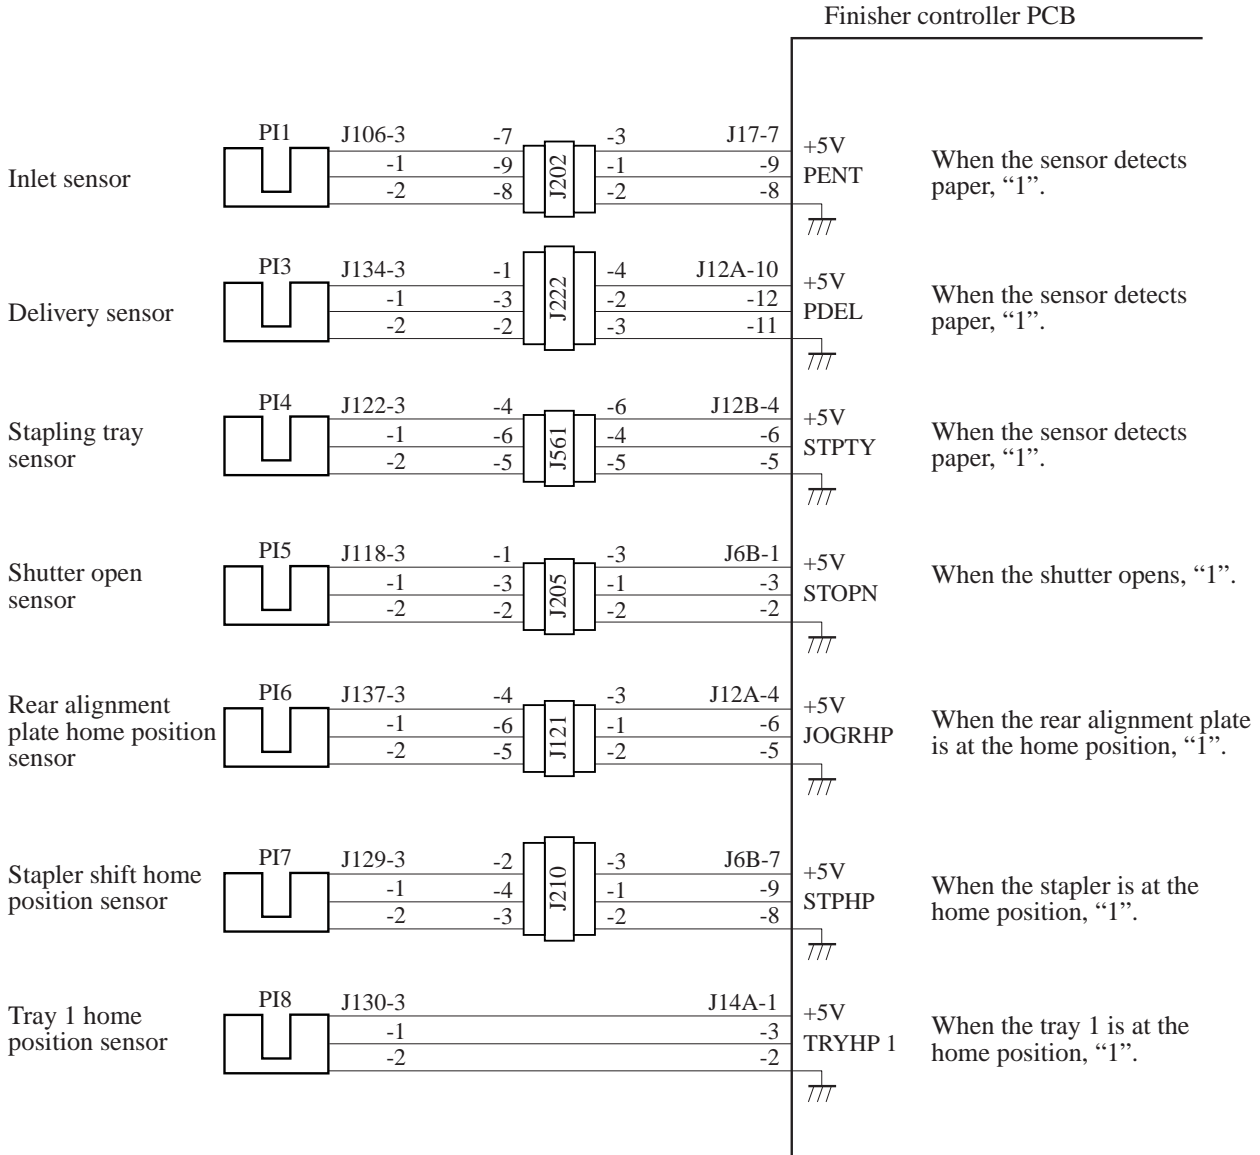 Finisher controller PCB
PI1
J106-3 -7 -3 J17-7
+5V
-1 -9 -1 -9
PENT
-2 -8 -2 -8
J202
Inlet sensor
When the sensor detects
paper, “1”.
PI3
J134-3 -1 -4 J12A-10
+5V
-1 -3 -2 -12
PDEL
-2 -2 -3 -11
J222
Delivery sensor
When the sensor detects
paper, “1”.
PI4
J122-3 -4 -6 J12B-4
+5V
-1 -6 -4 -6
STPTY
-2 -5 -5 -5
J561
Stapling tray
sensor
When the sensor detects
paper, “1”.
PI5
J118-3 -1 -3 J6B-1
+5V
-1 -3 -1 -3
STOPN
-2 -2 -2 -2
J205
Shutter open
sensor
When the shutter opens, “1”.
PI6
J137-3 -4 -3 J12A-4
+5V
-1 -6 -1 -6
JOGRHP
-2 -5 -2 -5
J121
Rear alignment
plate home position
sensor
When the rear alignment plate
is at the home position, “1”.
PI7
J129-3 -2 -3 J6B-7
+5V
-1 -4 -1 -9
STPHP
-2 -3 -2 -8
J210
Stapler shift home
position sensor
When the stapler is at the
home position, “1”.
PI8
J130-3 J14A-1
+5V
-1 -3
TRYHP 1
-2 -2
Tray 1 home
position sensor
When the tray 1 is at the
home position, “1”.